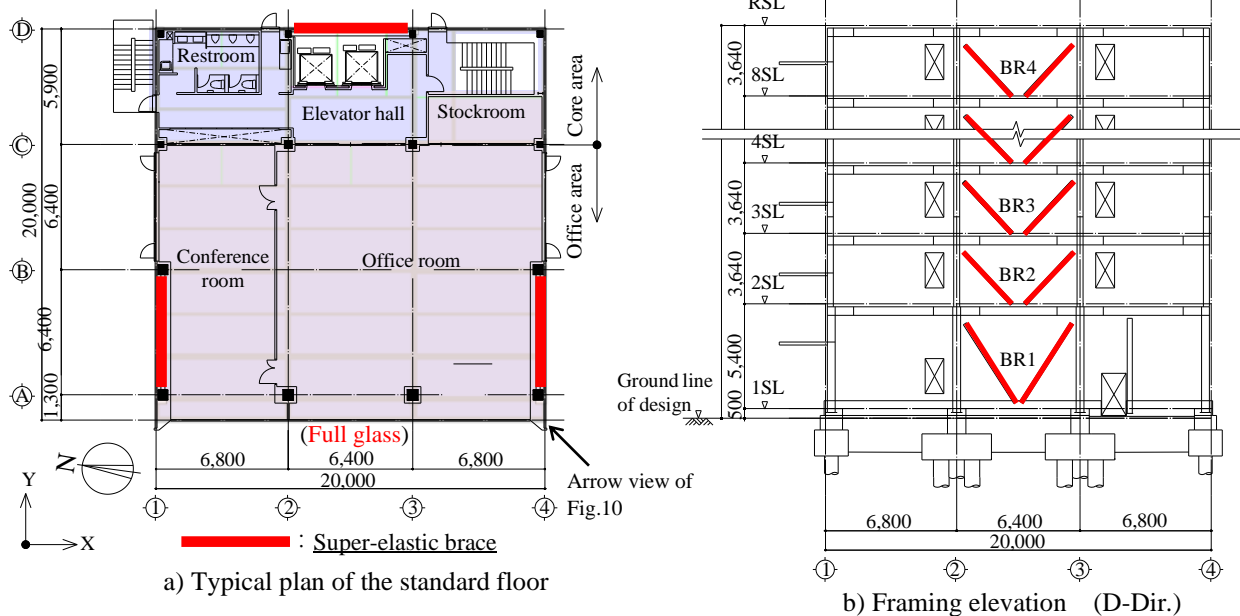 D
C
B
A
5,900
6,400
20,000
6,400
1,300
Restroom
Elevator hall
Stockroom
Core area
Office area
Conference
room
Office room
(Full glass)
6,800
6,400
6,800
20,000
1
2
3
4
N
Y
X
Arrow view of
Fig.10
: Super-elastic brace
a) Typical plan of the standard floor
RSL
8SL
4SL
3SL
2SL
1SL
3,640
3,640
3,640
5,400
500
BR4
BR3
BR2
BR1
Ground line
of design
6,800
6,400
6,800
20,000
1
2
3
4
b) Framing elevation (D-Dir.)